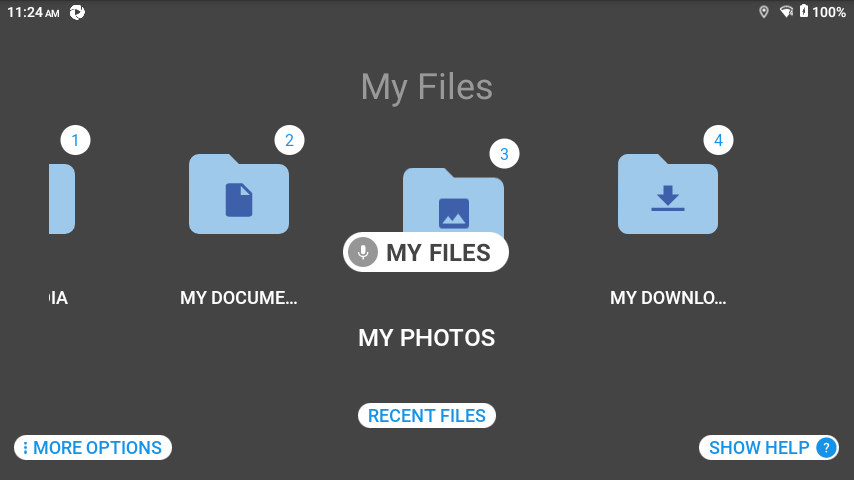 11:24 AM
100%
My Files
1
2
3
4
MY FILES
IA
MY DOCUME...
MY DOWNLO...
MY PHOTOS
RECENT FILES
MORE OPTIONS
SHOW HELP ?